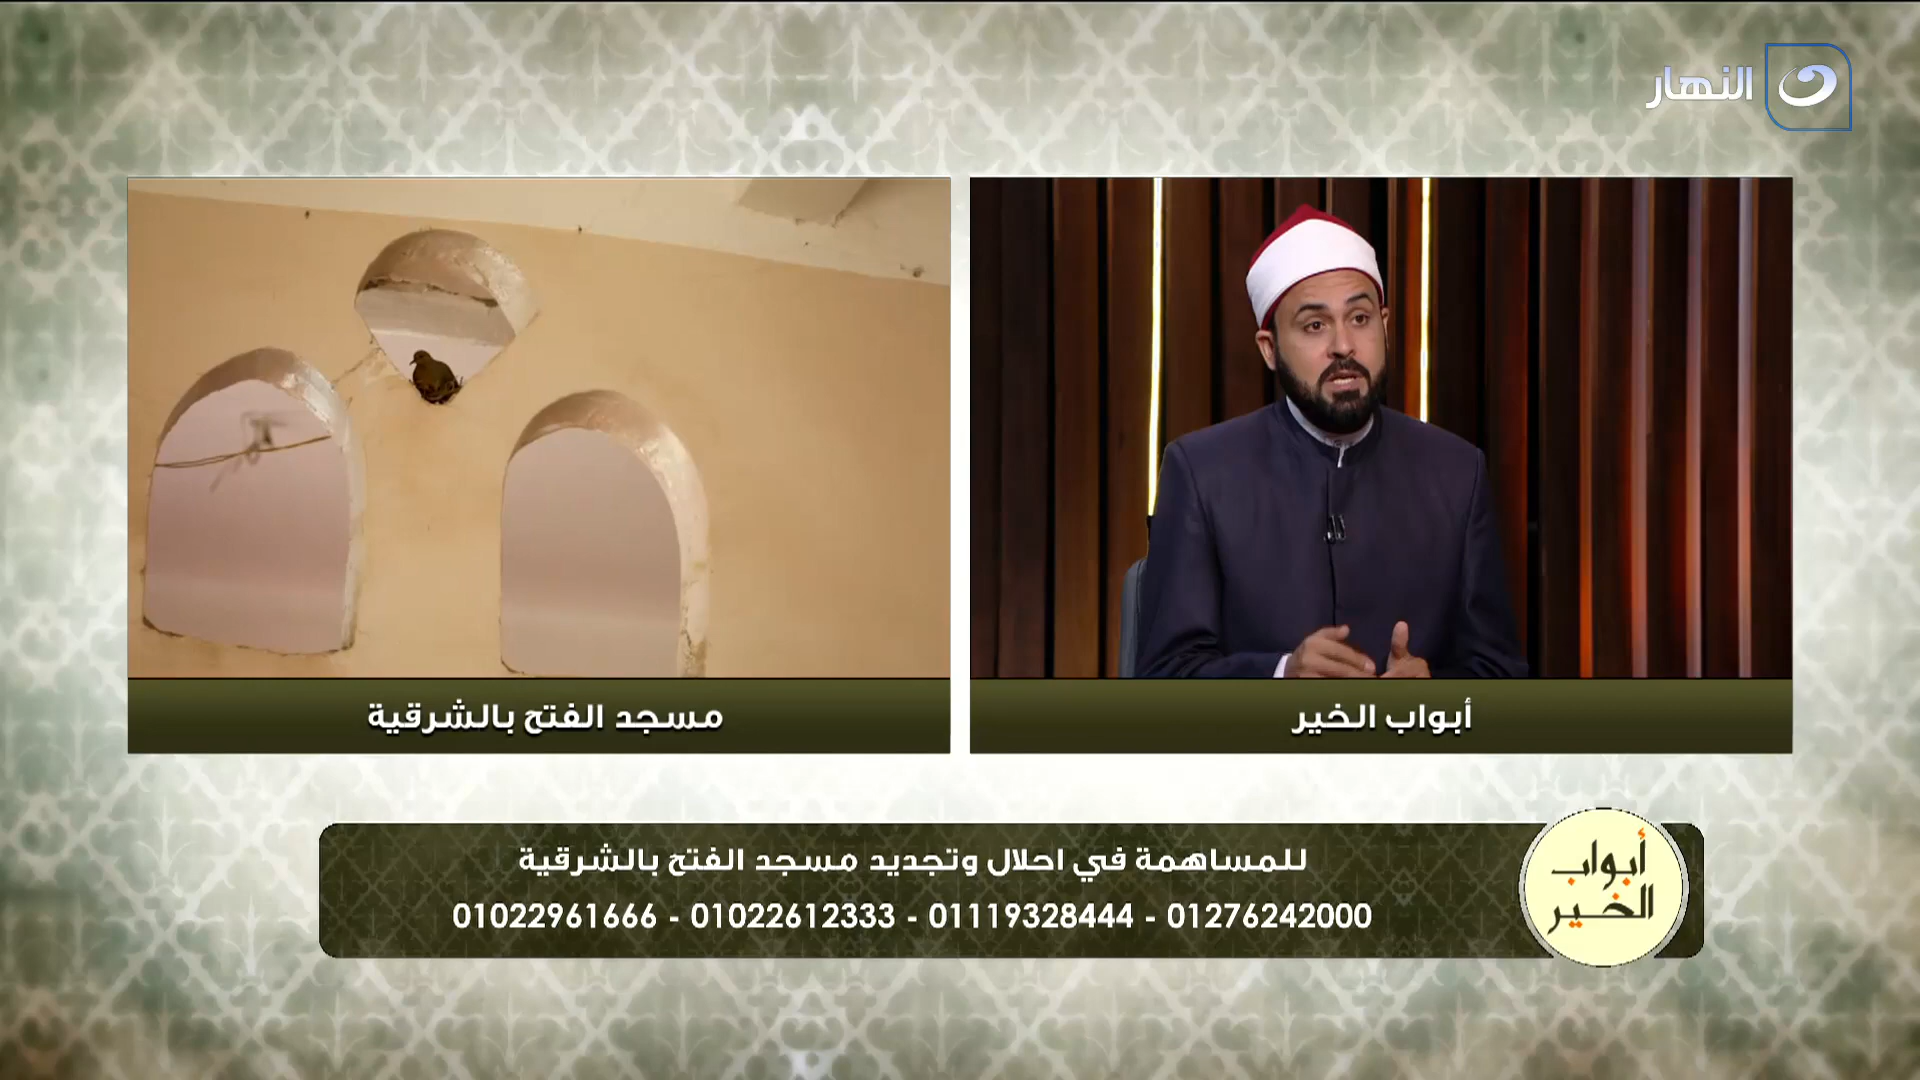 النهار
أبواب الخير
مسجد الفتح بالشرقية
للمساهمة في احلال وتجديد مسجد الفتح بالشرقية
01022961666 - 01022612333 - 01119328444 - 01276242000
أبواب
الخير